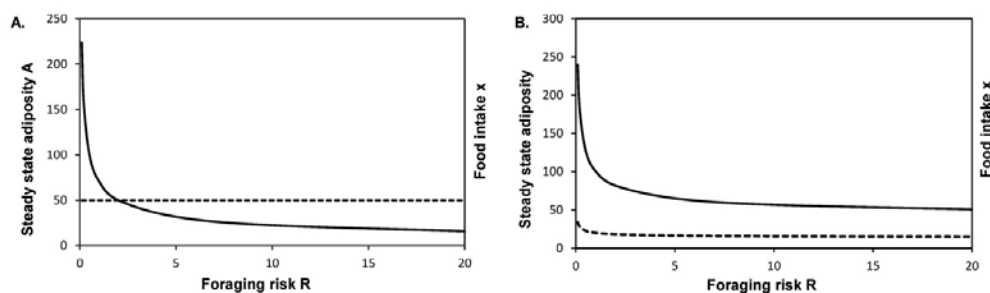 A.
Steady state adiposity A
250
200
150
100
50
0
0 5 10 15 20
Foraging risk R
Food intake x
B.
Steady state adiposity
300
250
200
150
100
50
0
0 5 10 15 20
Foraging risk R
Food intake x